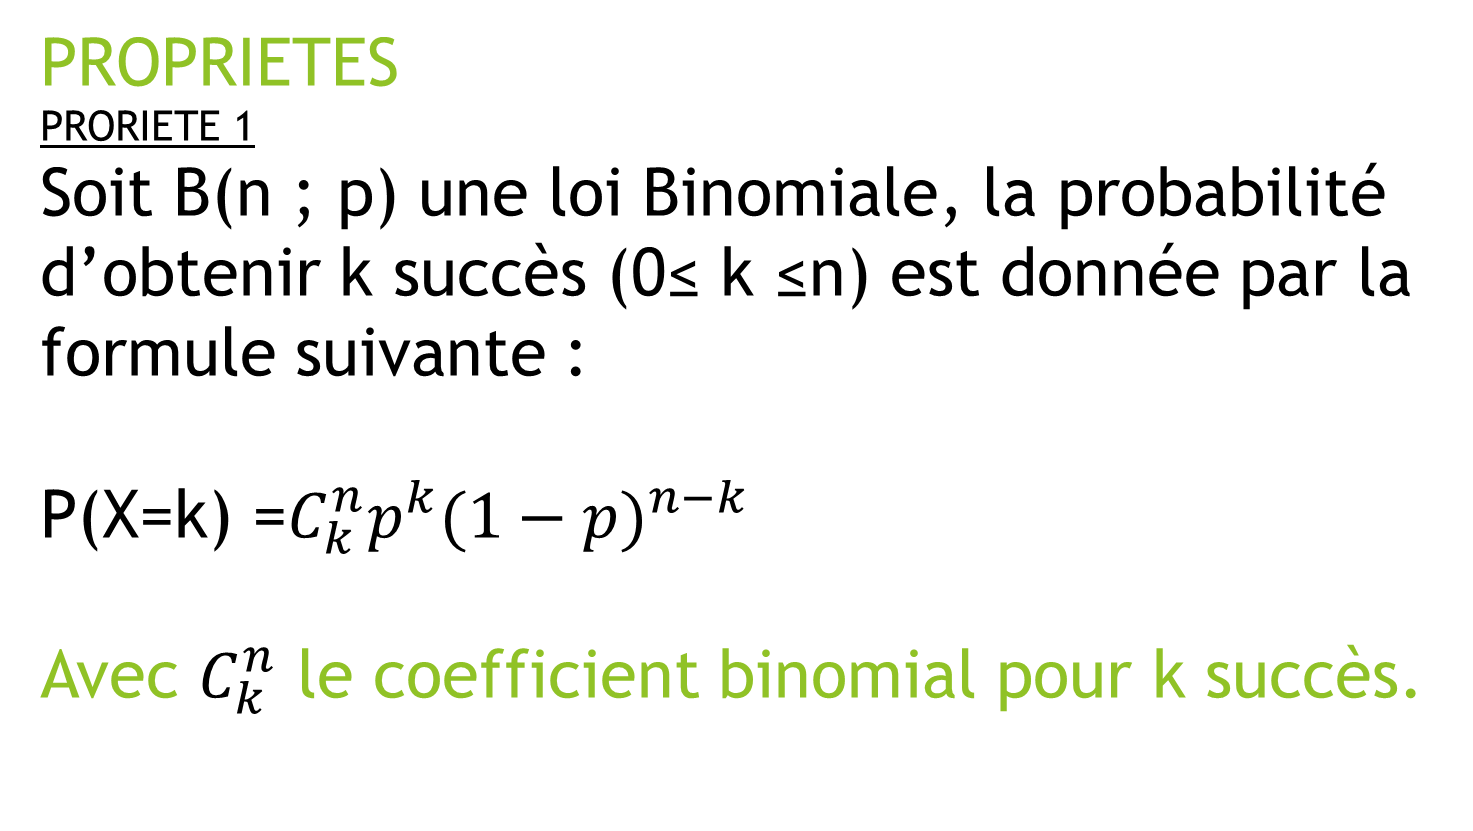 PROPRIETES
PRORIETE 1
Soit B(n ; p) une loi Binomiale, la probabilité
d’obtenir k succès (0≤ k ≤n) est donnée par la
formule suivante :
P(X=k) =$C_k^n p^k (1 - p)^{n-k}$
Avec $C_k^n$ le coefficient binomial pour k succès.